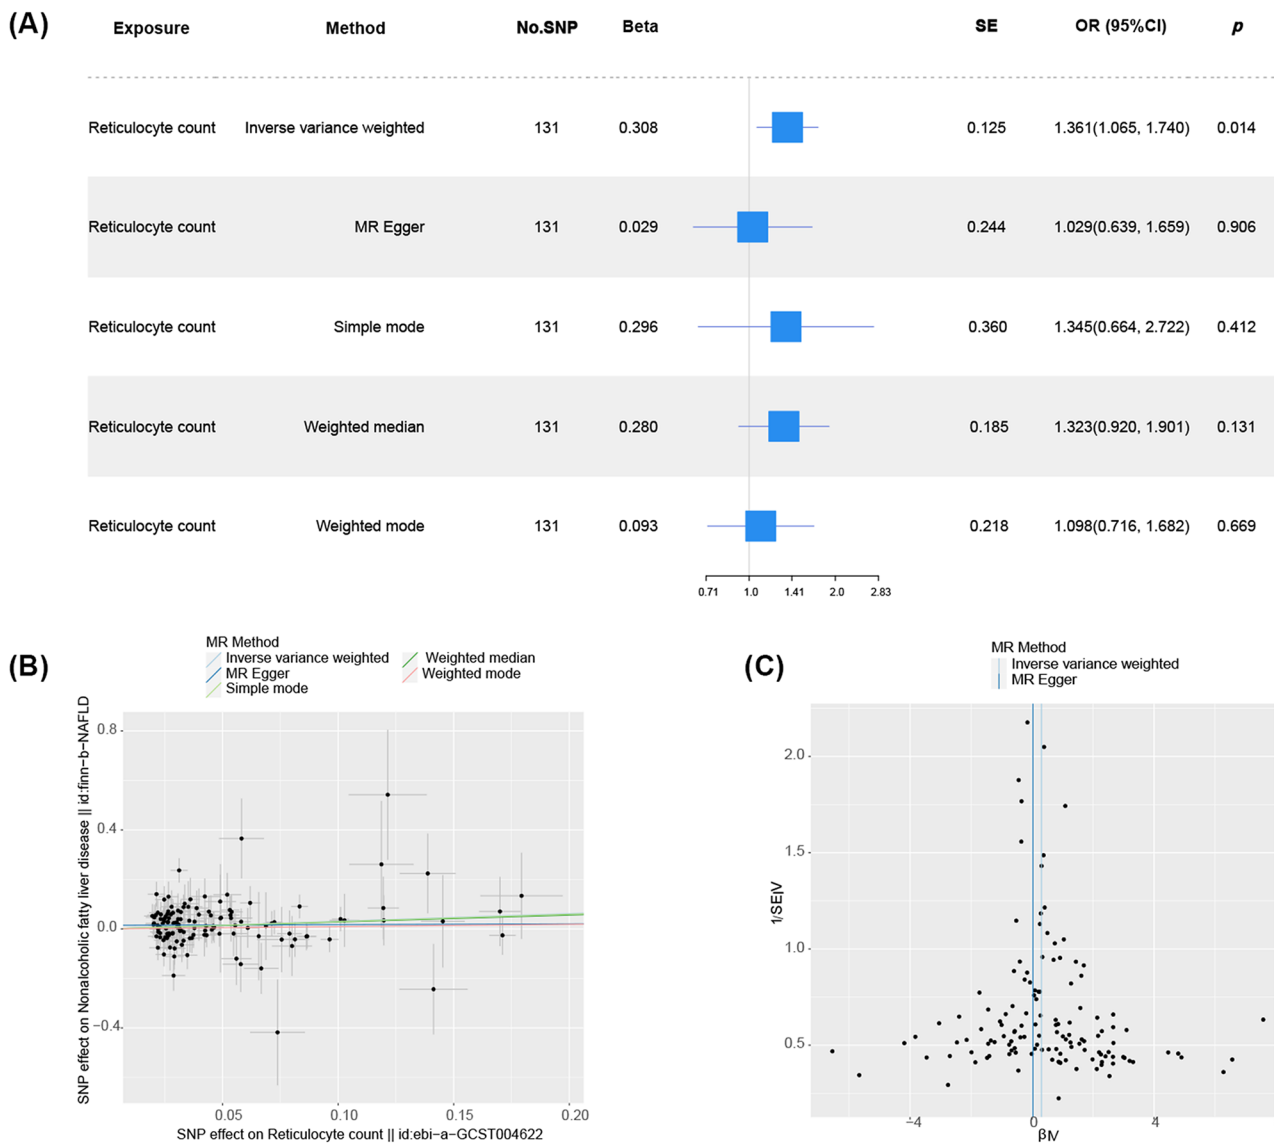 (A)
Exposure Method No.SNP Beta SE OR (95%CI) p
Reticulocyte count Inverse variance weighted 131 0.308 0.125 1.361(1.065, 1.740) 0.014
Reticulocyte count MR Egger 131 0.029 0.244 1.029(0.639, 1.659) 0.906
Reticulocyte count Simple mode 131 0.296 0.360 1.345(0.664, 2.722) 0.412
Reticulocyte count Weighted median 131 0.280 0.185 1.323(0.920, 1.901) 0.131
Reticulocyte count Weighted mode 131 0.093 0.218 1.098(0.716, 1.682) 0.669
0.71 1.0 1.41 2.0 2.83
(B)
MR Method
Inverse variance weighted Weighted median
MR Egger Weighted mode
Simple mode
SNP effect on Nonalcoholic fatty liver disease || id:finn-b-NAFLD
0.8
0.4
0.0
−0.4
0.05 0.10 0.15 0.20
SNP effect on Reticulocyte count || id:ebi-a-GCST004622
(C)
MR Method
Inverse variance weighted
MR Egger
1/SEIV
2.0
1.5
1.0
0.5
−4 0 4
βIV